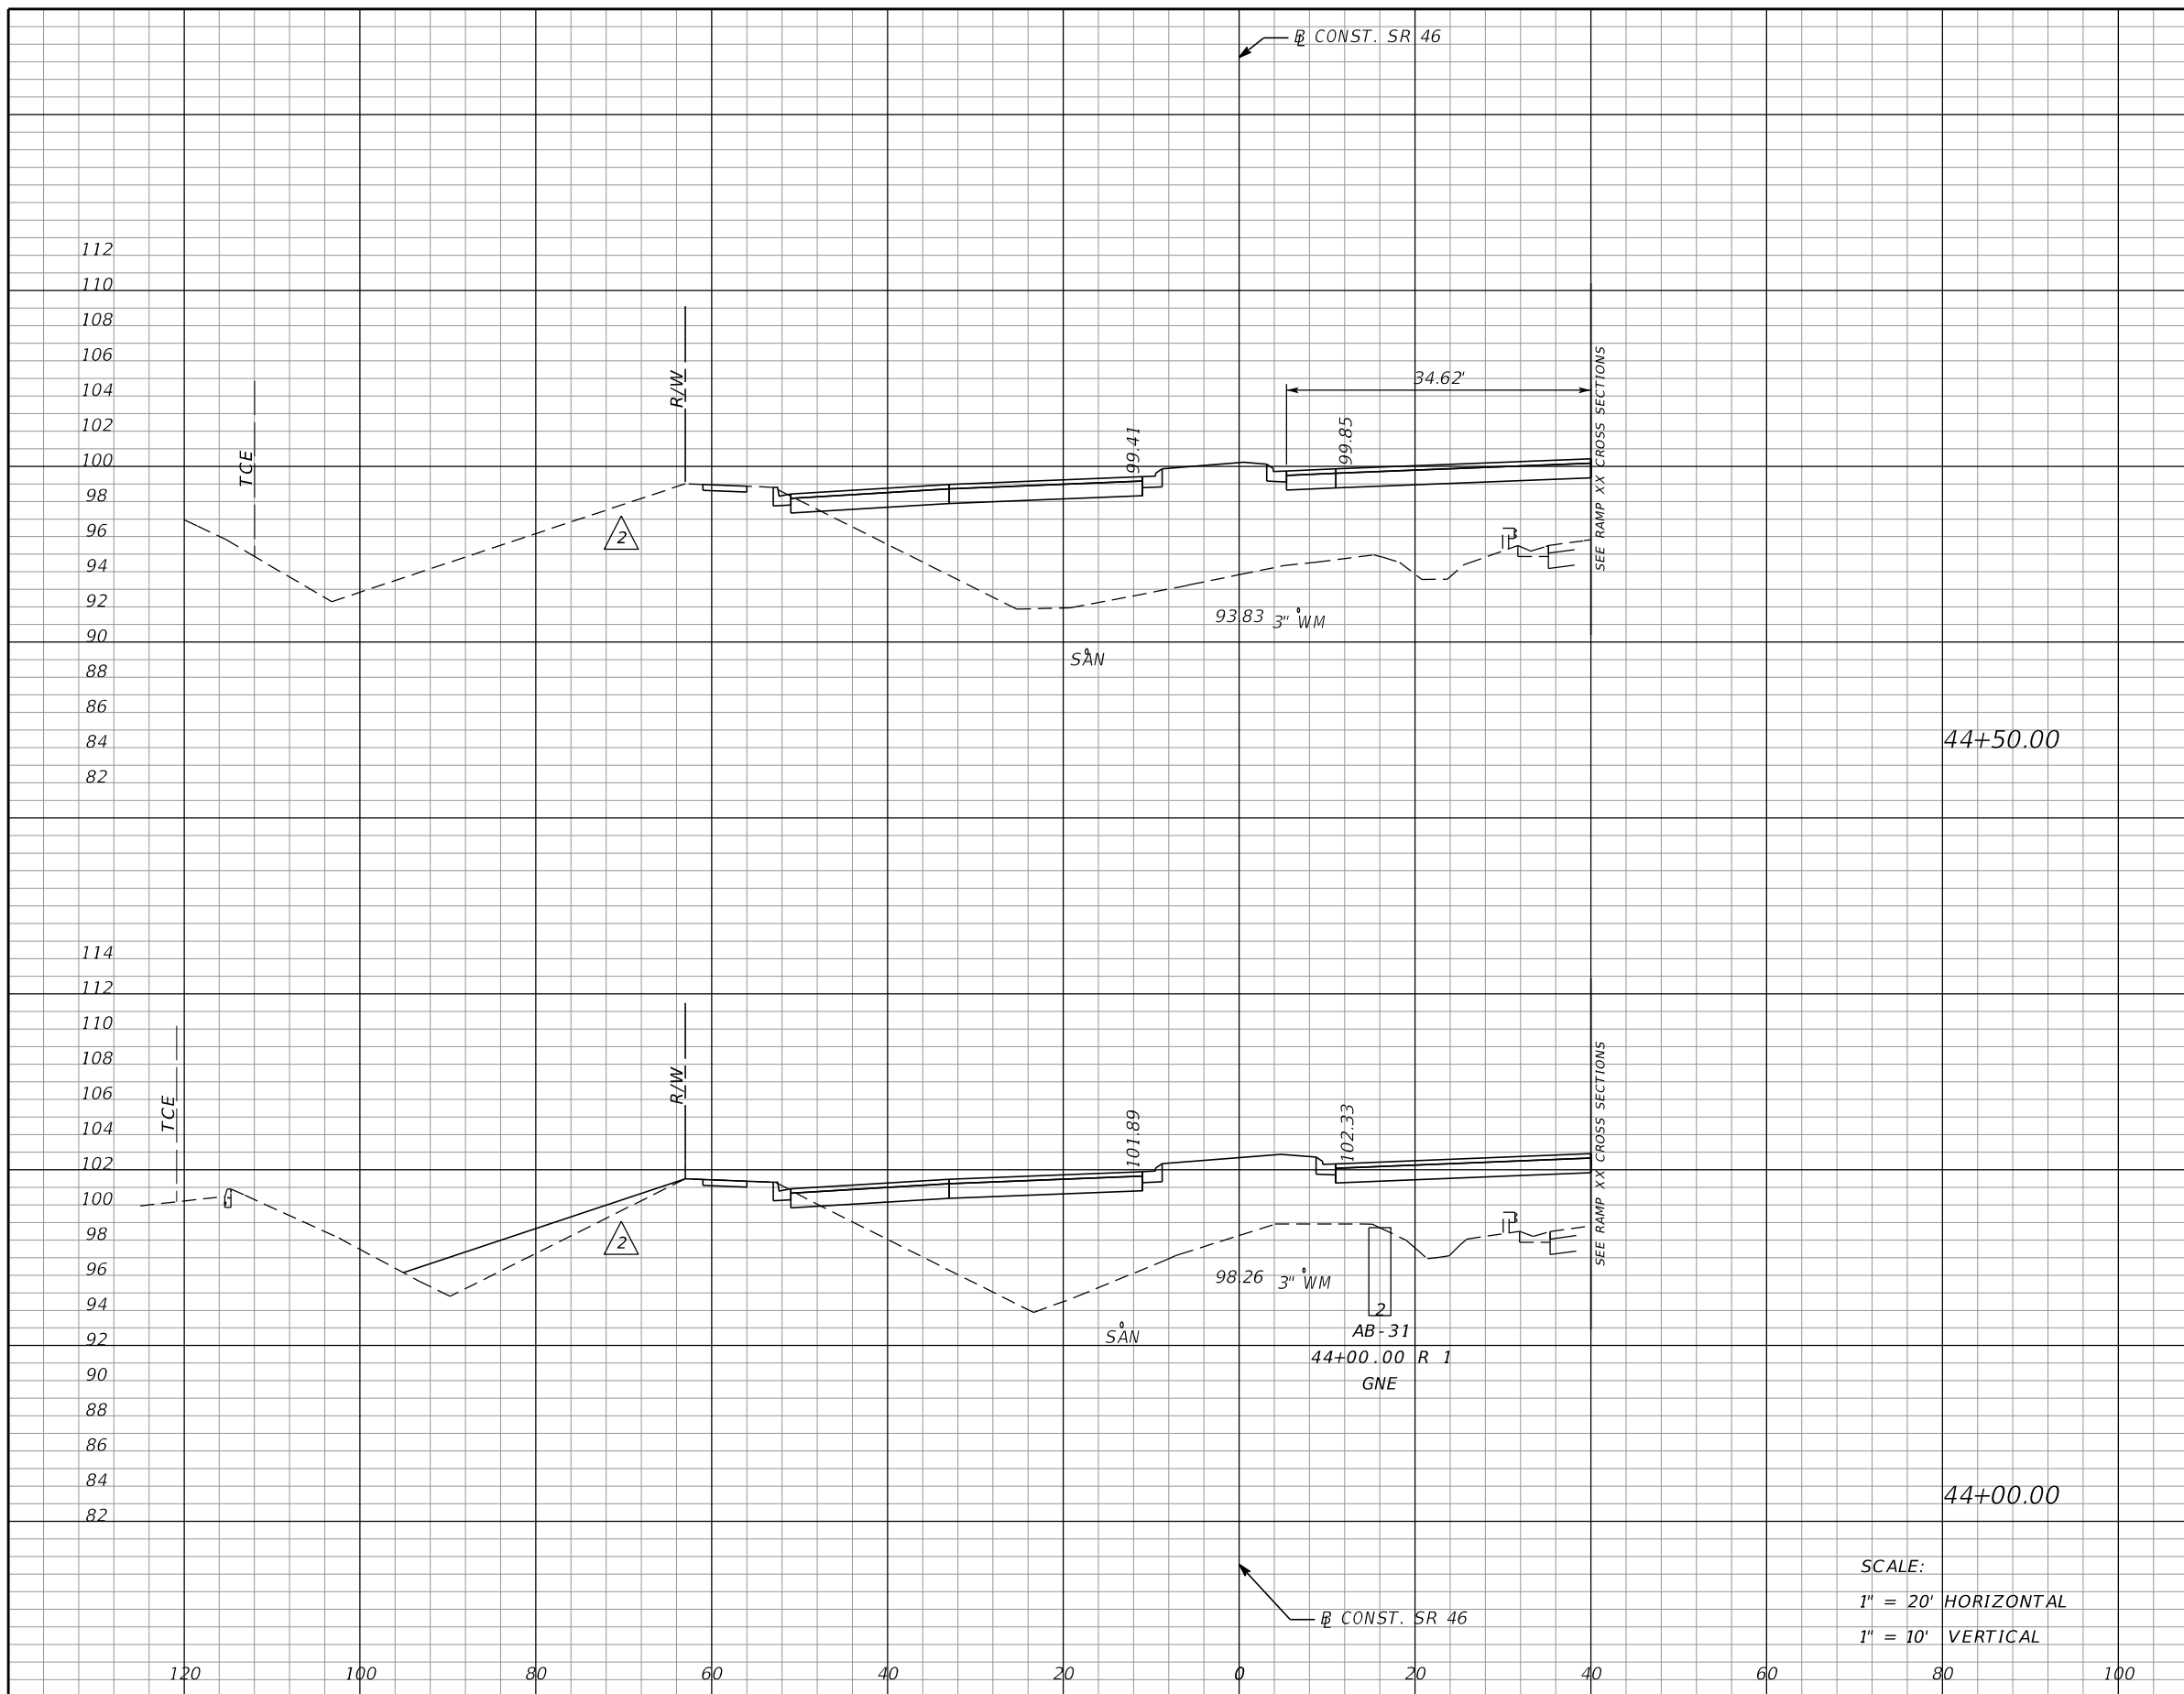 ℄ CONST. SR 46
112
110
108
106
104
102
100
98
96
94
92
90
88
86
84
82
TCE
R/W
2
99.41
34.62'
99.85
SEE RAMP XX CROSS SECTIONS
93.83 3" WM
SAN
44+50.00
114
112
110
108
106
104
102
100
98
96
94
92
90
88
86
84
82
TCE
R/W
2
101.89
102.33
SEE RAMP XX CROSS SECTIONS
98.26 3" WM
SAN
2
AB-31
44+00.00 R 1
GNE
44+00.00
SCALE:
1" = 20' HORIZONTAL
1" = 10' VERTICAL
℄ CONST. SR 46
120 100 80 60 40 20 0 20 40 60 80 100